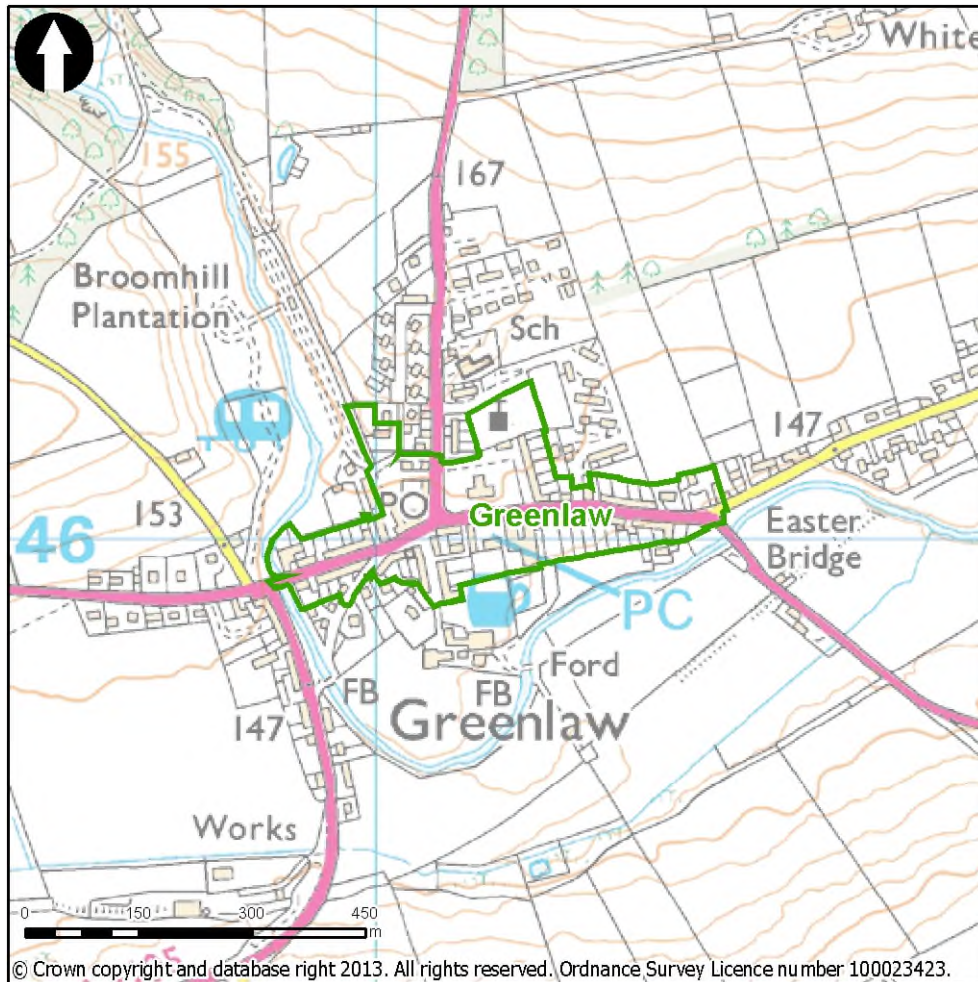 White
167
155
Broomhill
Plantation
Sch
147
153
P
Greenlaw
46
Easter
Bridge
PC
Ford
FB
FB
147
Greenlaw
Works
0 150 300 450
m
© Crown copyright and database right 2013. All rights reserved. Ordnance Survey Licence number 100023423.